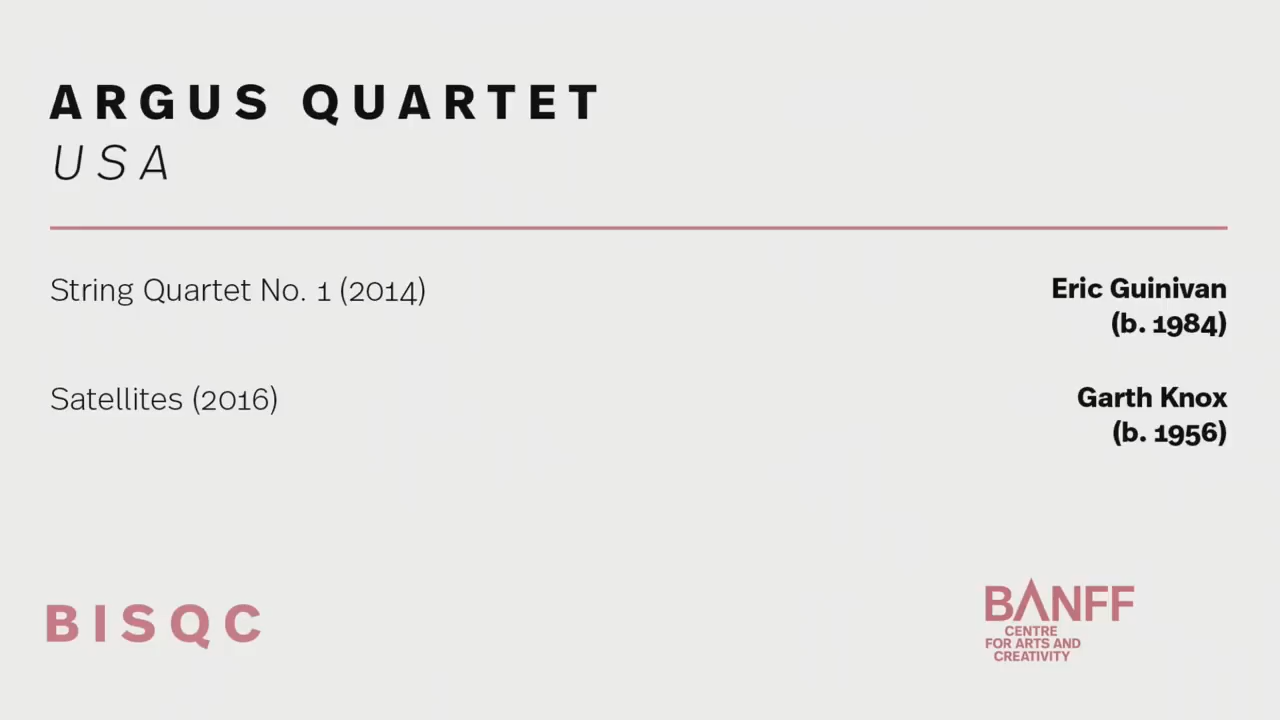 ARGUS QUARTET
USA
String Quartet No. 1 (2014)
Eric Guinivan
(b. 1984)
Satellites (2016)
Garth Knox
(b. 1956)
BISQC
BANFF
CENTRE
FOR ARTS AND
CREATIVITY